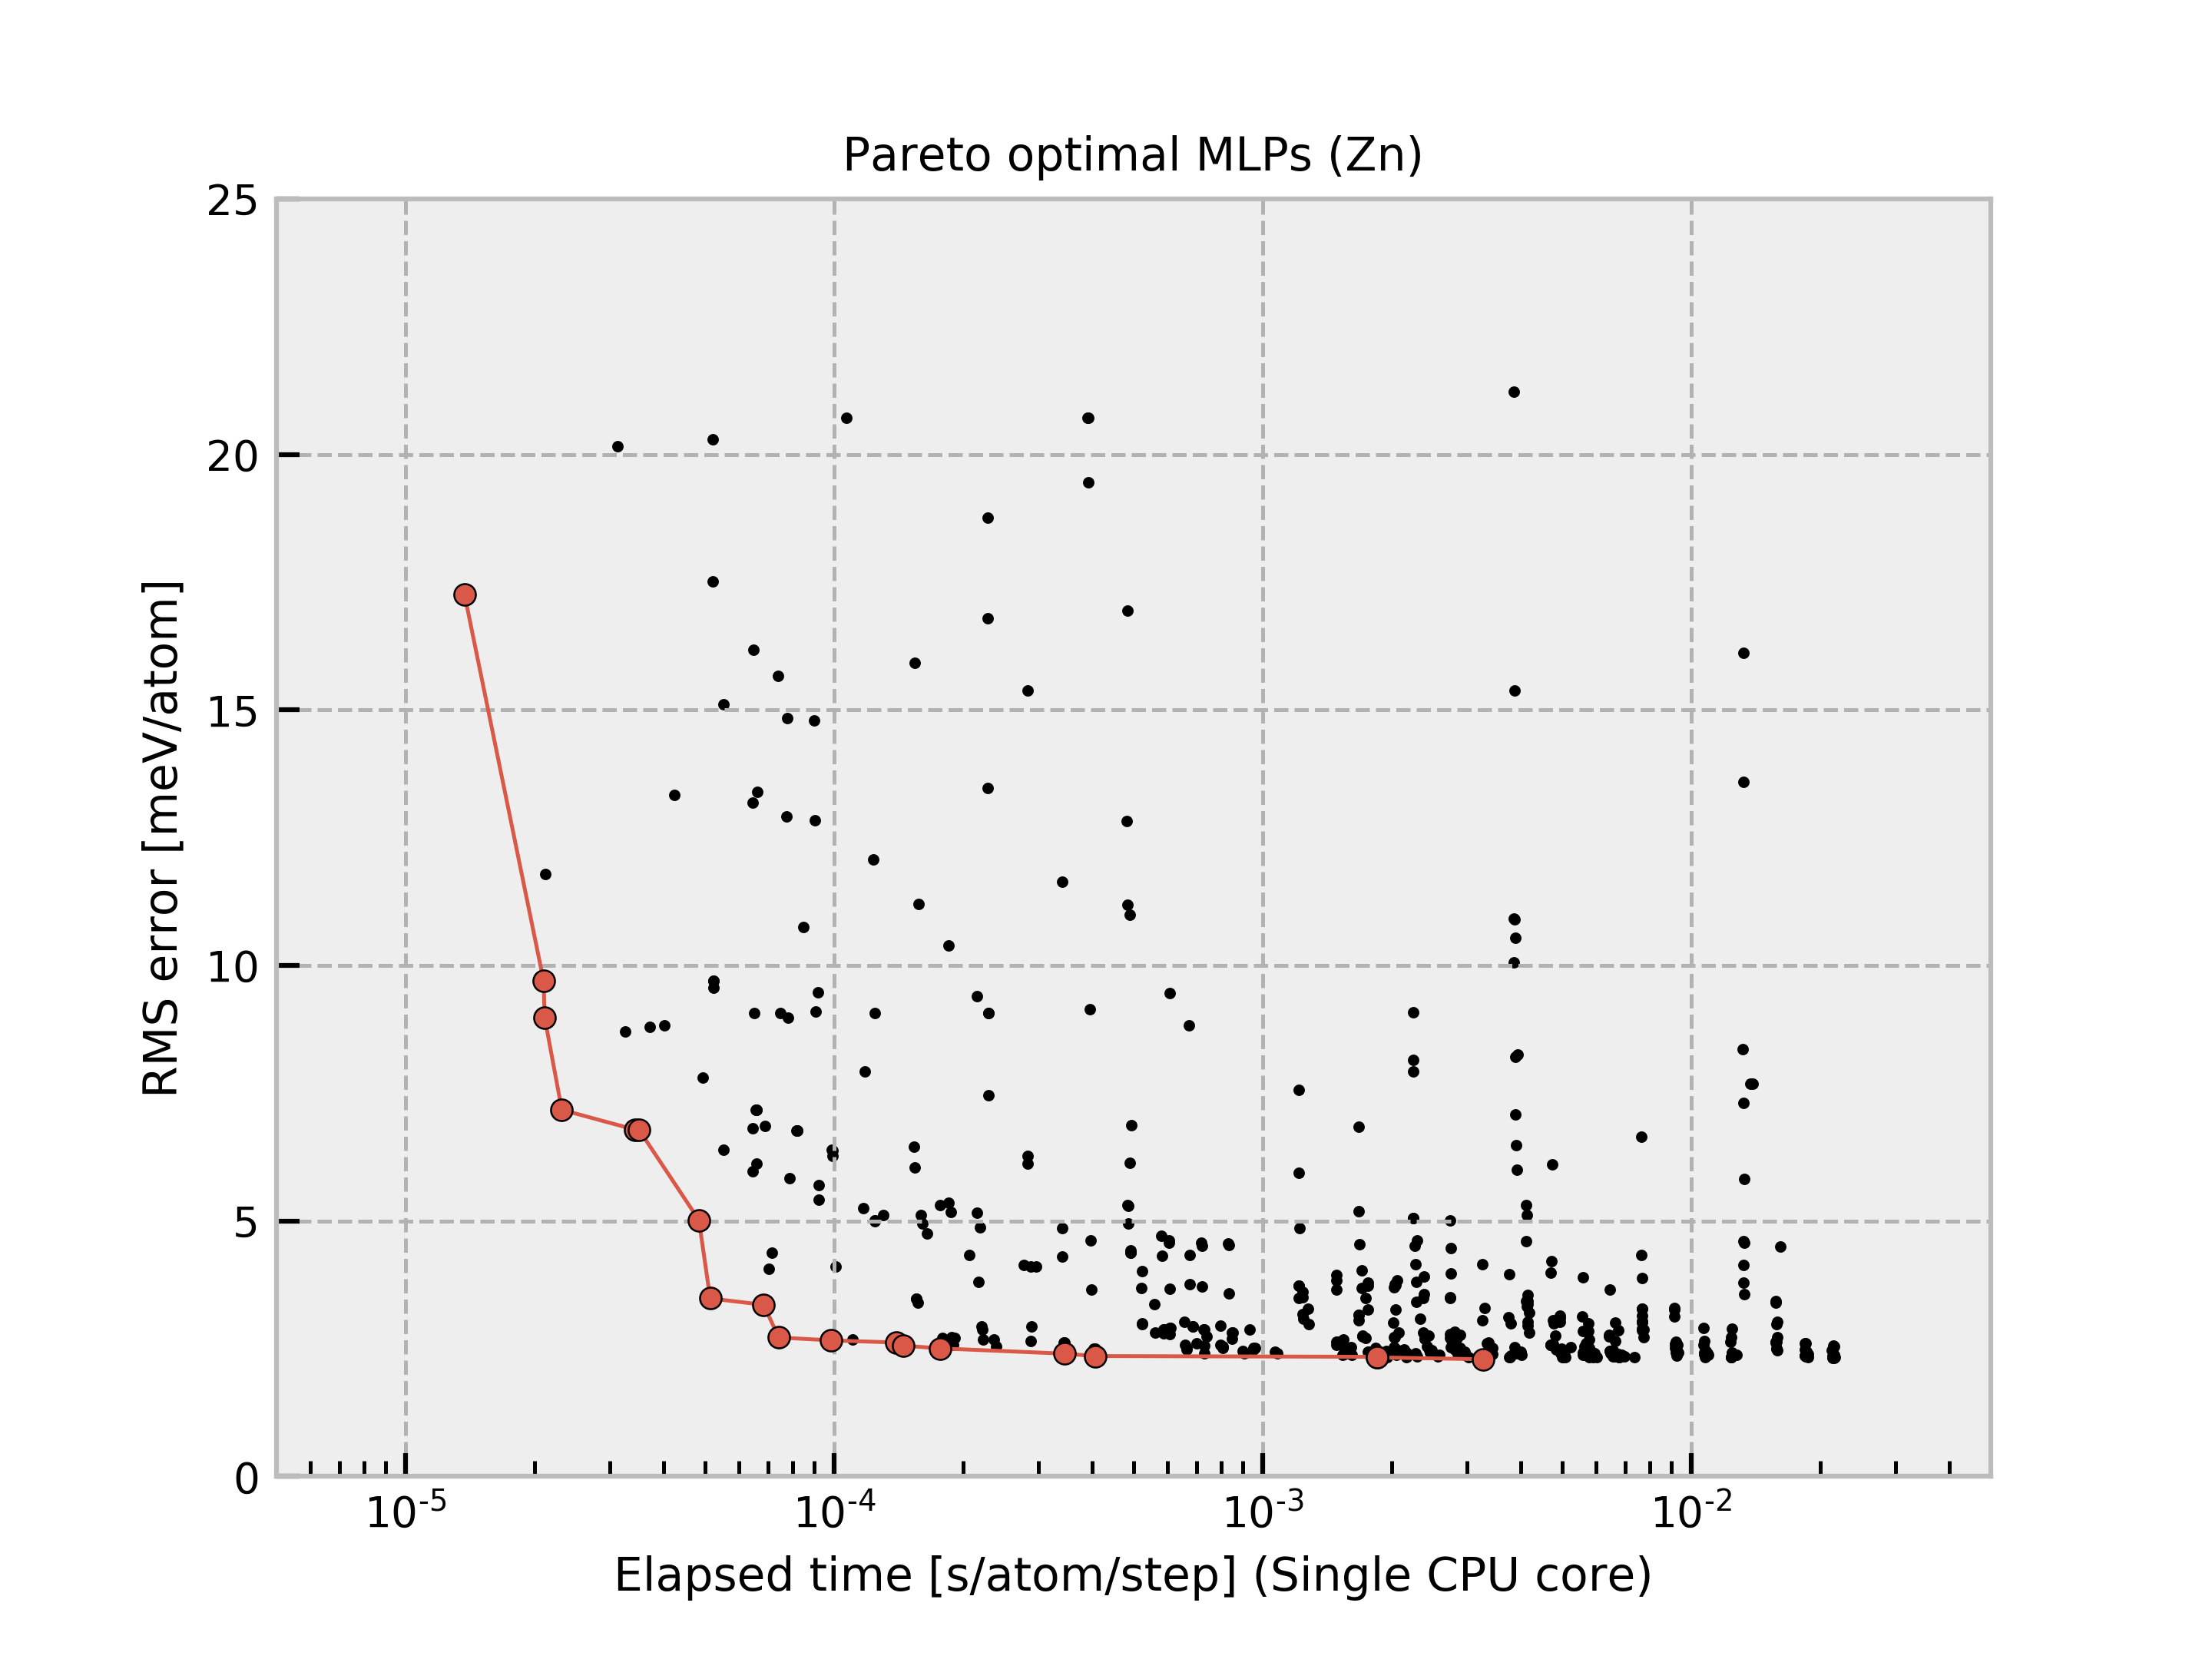 Pareto optimal MLPs (Zn)
RMS error [meV/atom]
25
20
15
10
5
0
10-5 10-4 10-3 10-2
Elapsed time [s/atom/step] (Single CPU core)